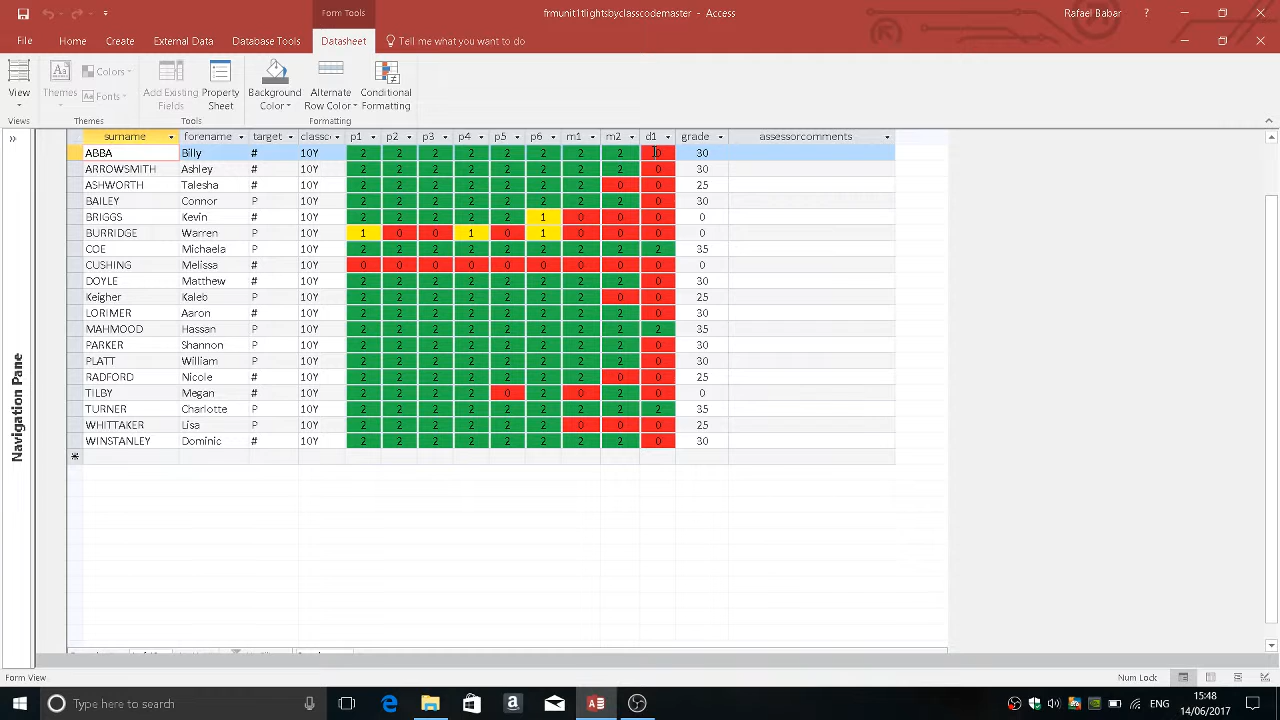 Form Tools
frmunit1tlightsbyclasscodemaster - Access
Rafael Babar
?
File Home Create External Data Database Tools Datasheet Tell me what you want to do
View Themes Colors Fonts Add Existing Fields Property Sheet Background Color Alternate Row Color Conditional Formatting
Themes Tools Formatting
surname forename target classc p1 p2 p3 p4 p5 p6 m1 m2 d1 grade assessorcomments
ABBA Billy # 10Y 2 2 2 2 2 2 2 2 0 30
ARROWSMITH Ashley # 10Y 2 2 2 2 2 2 2 2 0 30
ASHWORTH Talesha # 10Y 2 2 2 2 2 2 2 0 0 25
BAILEY Connor P 10Y 2 2 2 2 2 2 2 2 0 30
BRIGGS Kevin # 10Y 2 2 2 2 2 1 0 0 0 0
BURRIDGE Warren P 10Y 1 0 0 1 0 1 0 0 0 0
COE Michaela P 10Y 2 2 2 2 2 2 2 2 2 35
CUSHING Melissa # 10Y 0 0 0 0 0 0 0 0 0 0
DOYLE Matthew # 10Y 2 2 2 2 2 2 2 2 0 30
Keigher Kaleb P 10Y 2 2 2 2 2 2 2 0 0 25
LORIMER Aaron # 10Y 2 2 2 2 2 2 2 2 0 30
MAHMOOD Hassan P 10Y 2 2 2 2 2 2 2 2 2 35
PARKER Shannon # 10Y 2 2 2 2 2 2 2 2 0 30
PLATT William P 10Y 2 2 2 2 2 2 2 2 0 30
RADFORD Nicole # 10Y 2 2 2 2 2 2 2 0 0 25
TILBY Megan # 10Y 2 2 2 2 0 2 0 2 0 0
TURNER Charlotte P 10Y 2 2 2 2 2 2 2 2 2 35
WHITTAKER Lisa P 10Y 2 2 2 2 2 2 0 0 0 25
WINSTANLEY Dominic # 10Y 2 2 2 2 2 2 2 2 0 30
Navigation Pane
Form View
Num Lock
Type here to search
ENG
15:48
14/06/2017